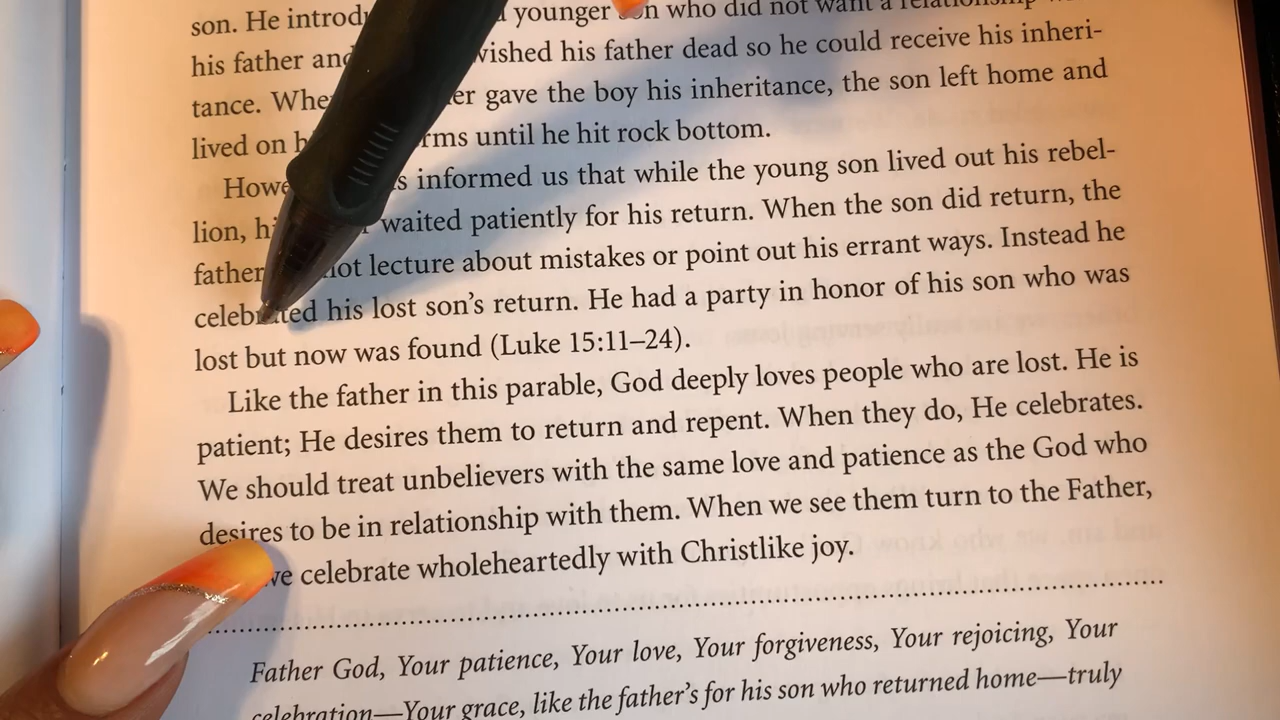 son. He younger son who did not want a relationship
his father and wished his father dead so he could receive his inheri-
tance. gave the boy his inheritance, the son left home and
lived on until he hit rock bottom.
informed us that while the young son lived out his rebel-
lion, waited patiently for his return. When the son did return, the
father not lecture about mistakes or point out his errant ways. Instead he
celebrated his lost son's return. He had a party in honor of his son who was
lost but now was found (Luke 15:11–24).
Like the father in this parable, God deeply loves people who are lost. He is
patient; He desires them to return and repent. When they do, He celebrates.
We should treat unbelievers with the same love and patience as the God who
desires to be in relationship with them. When we see them turn to the Father,
we celebrate wholeheartedly with Christlike joy.
Father God, Your patience, Your love, Your forgiveness, Your rejoicing, Your
celebration—Your grace, like the father's for his son who returned home—truly